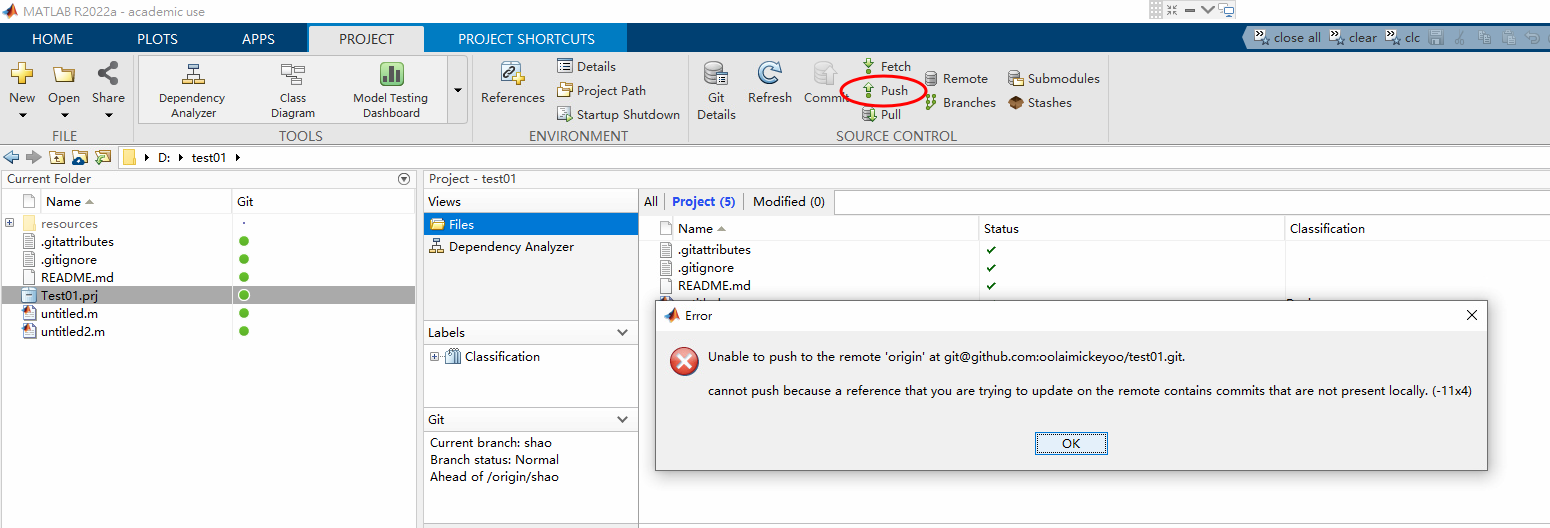 MATLAB R2022a - academic use
HOME PLOTS APPS PROJECT PROJECT SHORTCUTS close all clear clc
New Open Share
FILE
Dependency Analyzer
Class Diagram
Model Testing Dashboard
TOOLS
References
Details
Project Path
Startup Shutdown
ENVIRONMENT
Git Details
Refresh
Commit
Fetch
Push
Pull
Remote
Branches
Submodules
Stashes
SOURCE CONTROL
D: test01
Current Folder
Name Git
resources
.gitattributes
.gitignore
README.md
Test01.prj
untitled.m
untitled2.m
Project - test01
Views
Files
Dependency Analyzer
Labels
Classification
Git
Current branch: shao
Branch status: Normal
Ahead of /origin/shao
All Project (5) Modified (0)
Name Status Classification
.gitattributes
.gitignore
README.md
Error
Unable to push to the remote 'origin' at git@github.com:oolaimickeyoo/test01.git.
cannot push because a reference that you are trying to update on the remote contains commits that are not present locally. (-11x4)
OK